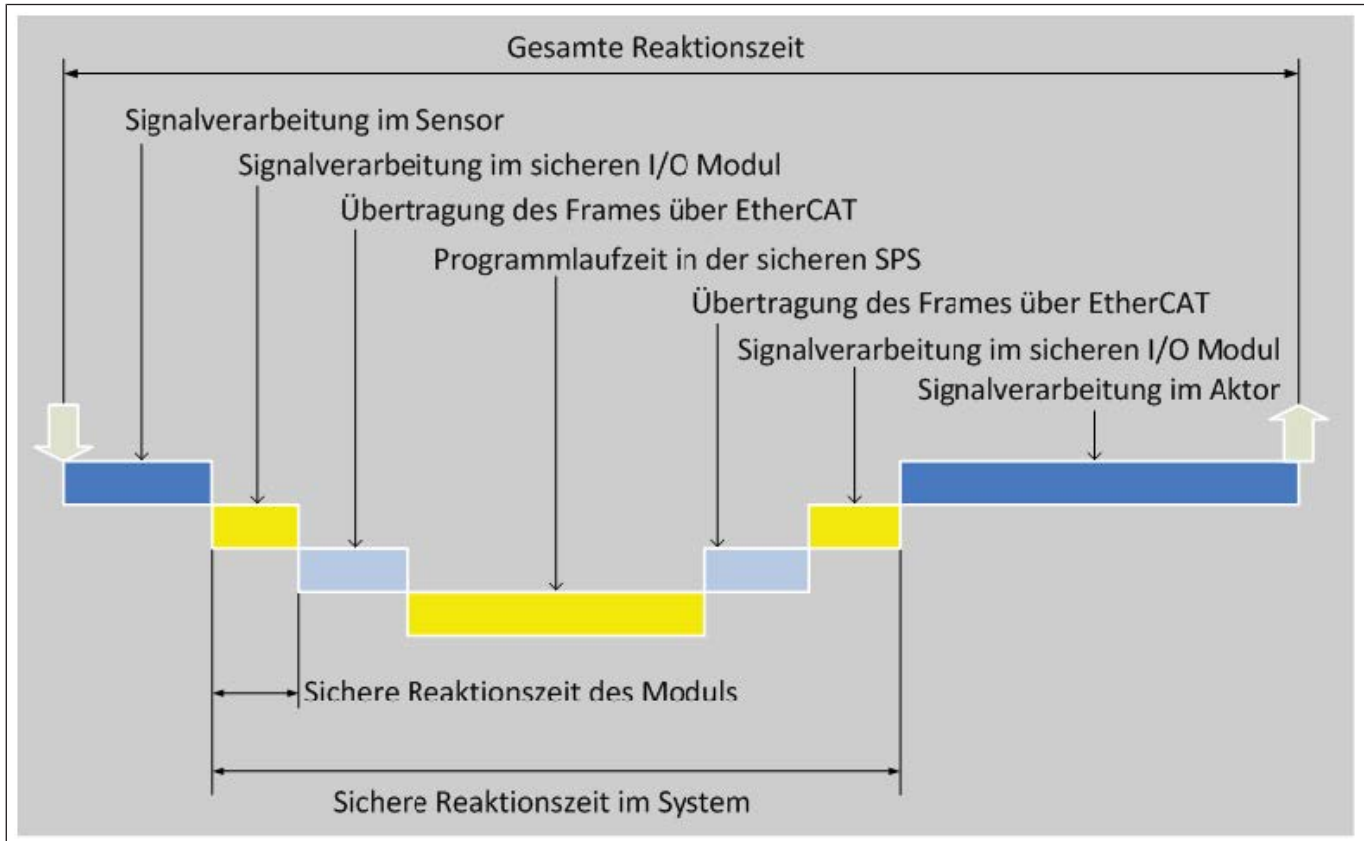 Gesamte Reaktionszeit
Signalverarbeitung im Sensor
Signalverarbeitung im sicheren I/O Modul
Übertragung des Frames über EtherCAT
Programmlaufzeit in der sicheren SPS
Übertragung des Frames über EtherCAT
Signalverarbeitung im sicheren I/O Modul
Signalverarbeitung im Aktor
Sichere Reaktionszeit des Moduls
Sichere Reaktionszeit im System